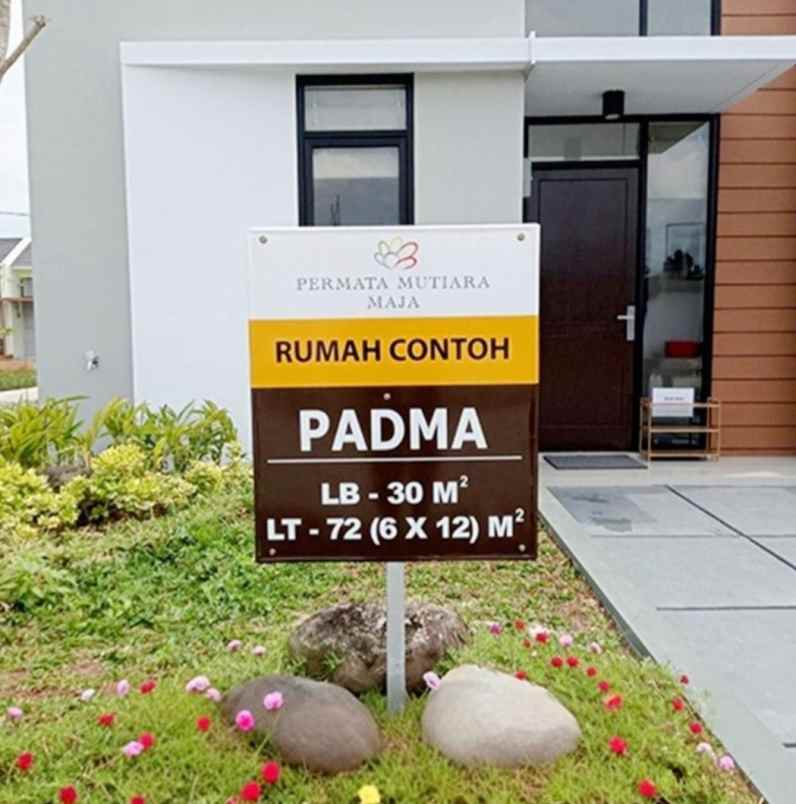 PERMATA MUTIARA
MAJA
RUMAH CONTOH
PADMA
LB - 30 M²
LT - 72 (6 X 12) M²